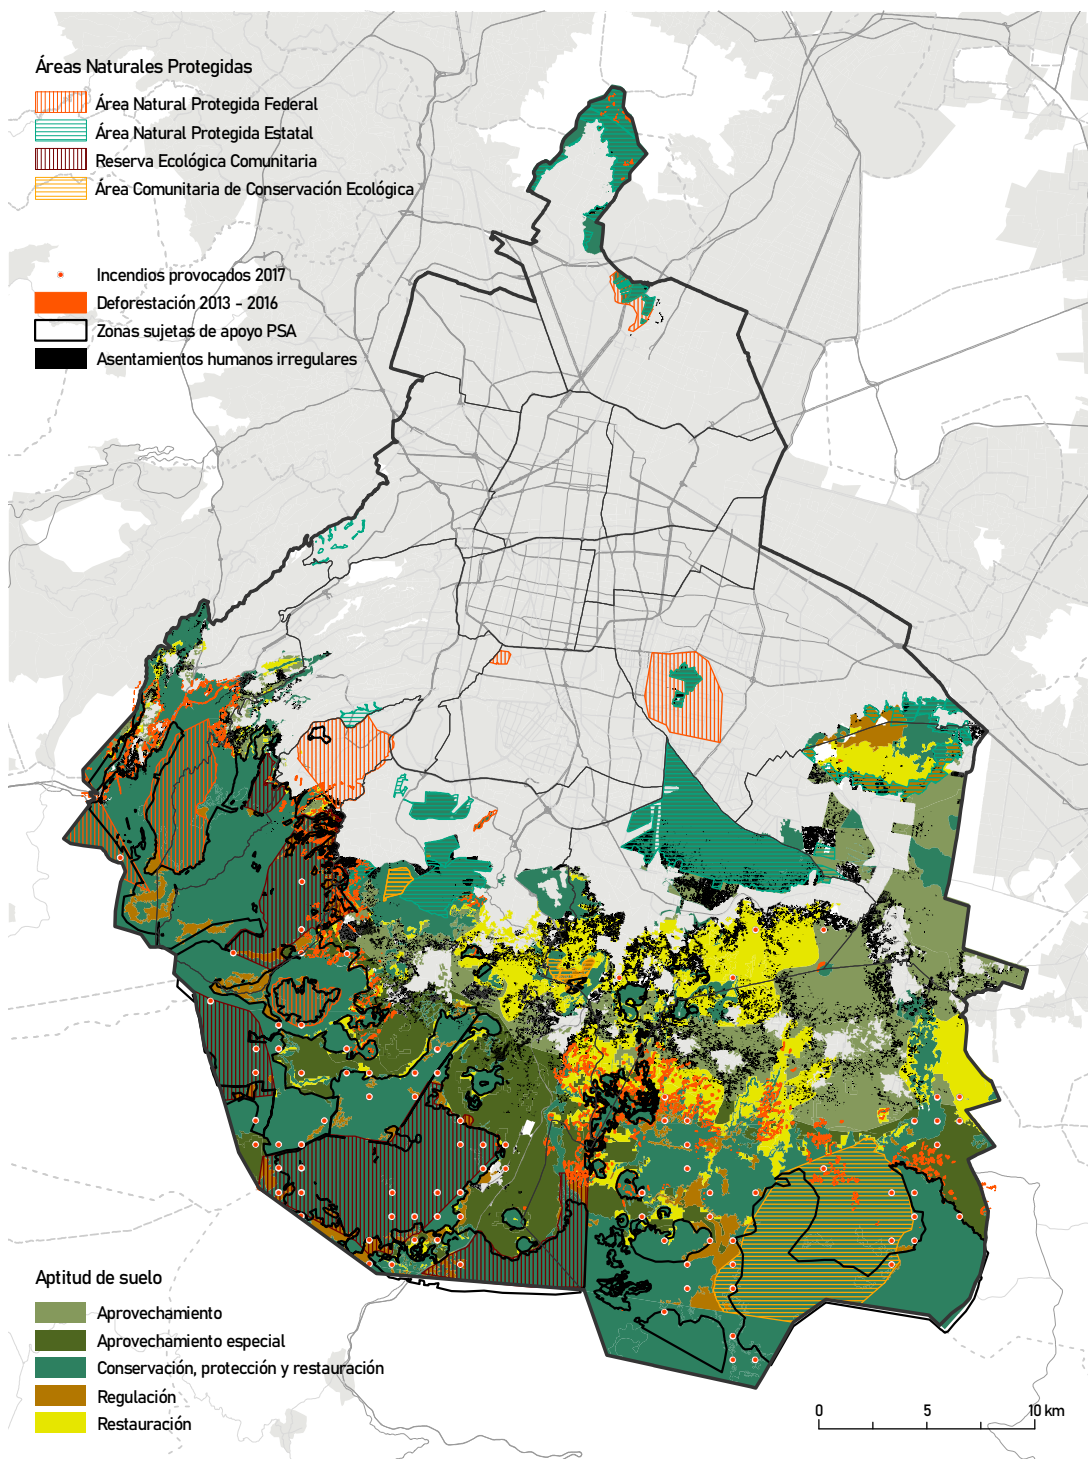 Áreas Naturales Protegidas
Área Natural Protegida Federal
Área Natural Protegida Estatal
Reserva Ecológica Comunitaria
Área Comunitaria de Conservación Ecológica
Incendios provocados 2017
Deforestación 2013 - 2016
Zonas sujetas de apoyo PSA
Asentamientos humanos irregulares
Aptitud de suelo
Aprovechamiento
Aprovechamiento especial
Conservación, protección y restauración
Regulación
Restauración
0 5 10 km